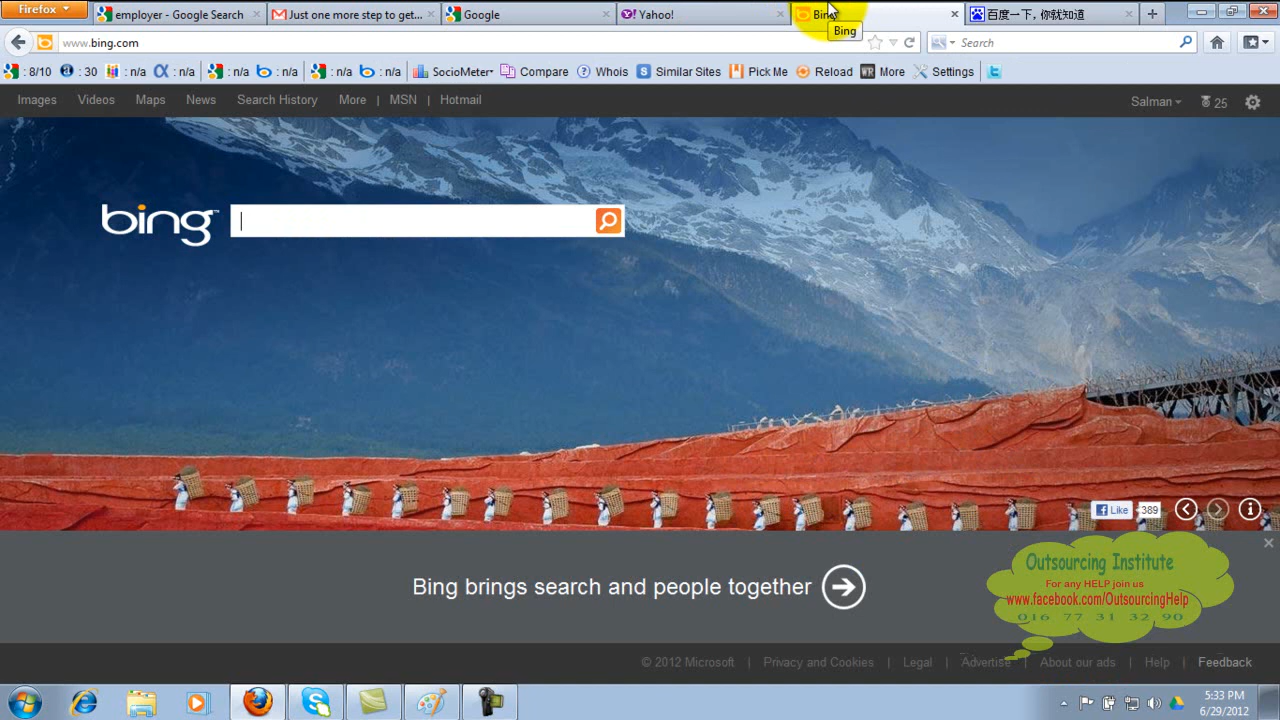 Firefox
employer - Google Search
Just one more step to get...
Google
Yahoo!
Bing
百度一下，你就知道
www.bing.com
Bing
Search
: 8/10 : 30 : n/a : n/a : n/a : n/a : n/a : n/a SocioMeter Compare Whois Similar Sites Pick Me Reload WR More Settings
Images Videos Maps News Search History More | MSN | Hotmail
Salman 25
bing
Like 389
Bing brings search and people together
Outsourcing Institute
For any HELP join us
www.facebook.com/OutsourcingHelp
016 77 31 32 90
© 2012 Microsoft | Privacy and Cookies | Legal | Advertise | About our ads | Help | Feedback
5:33 PM
6/29/2012